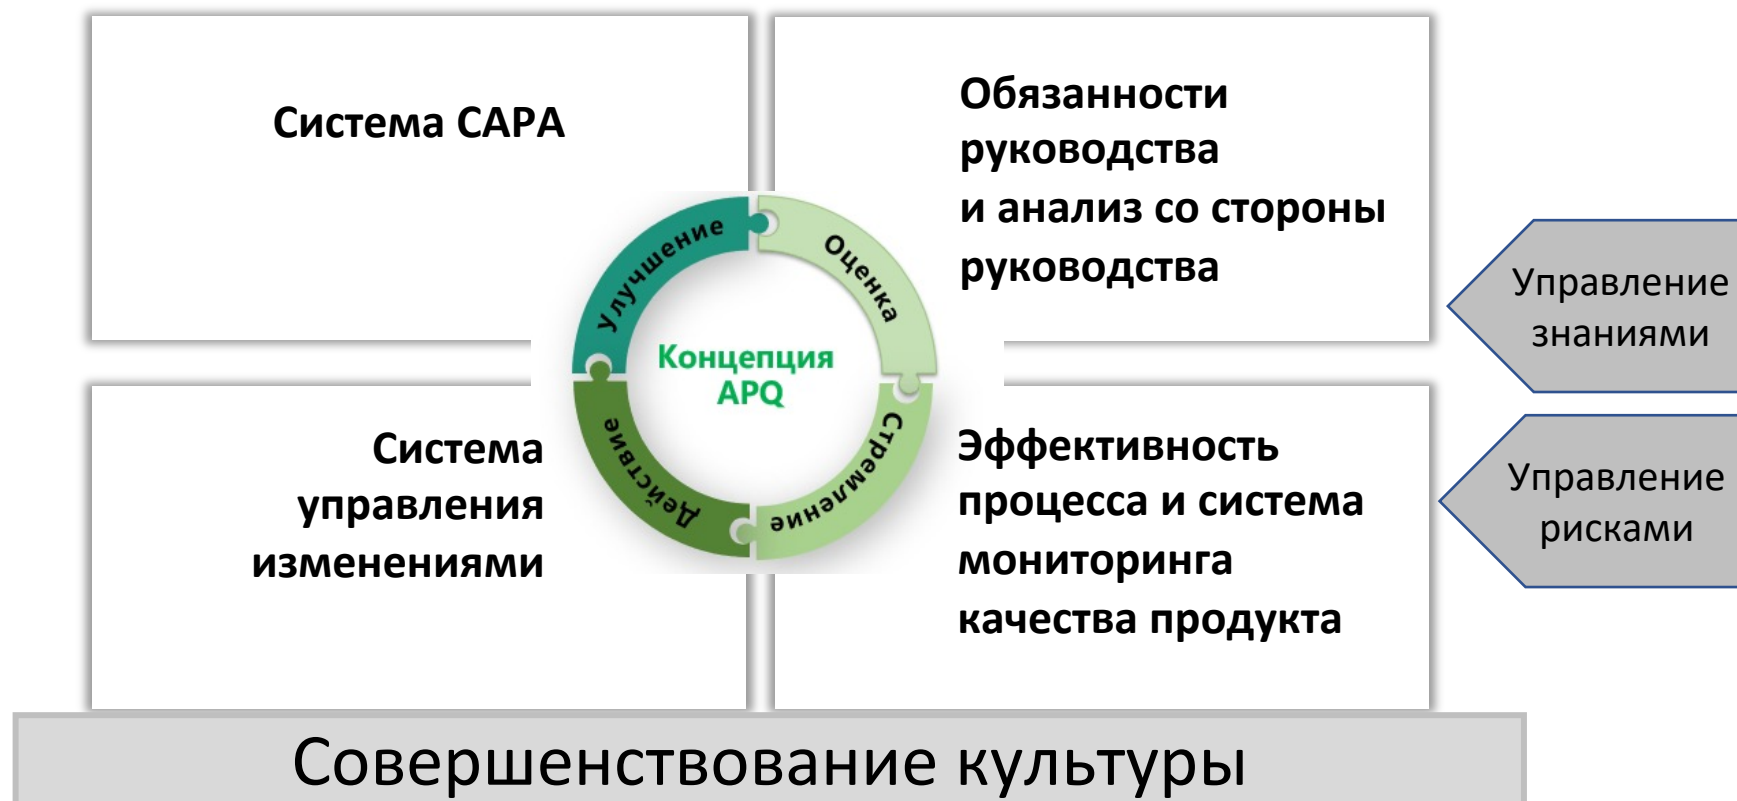 Система CAPA
Обязанности
руководства
и анализ со стороны
руководства
Улучшение
Оценка
Концепция
APQ
Действие
Стремление
Управление
знаниями
Система
управления
изменениями
Эффективность
процесса и система
мониторинга
качества продукта
Управление
рисками
Совершенствование культуры